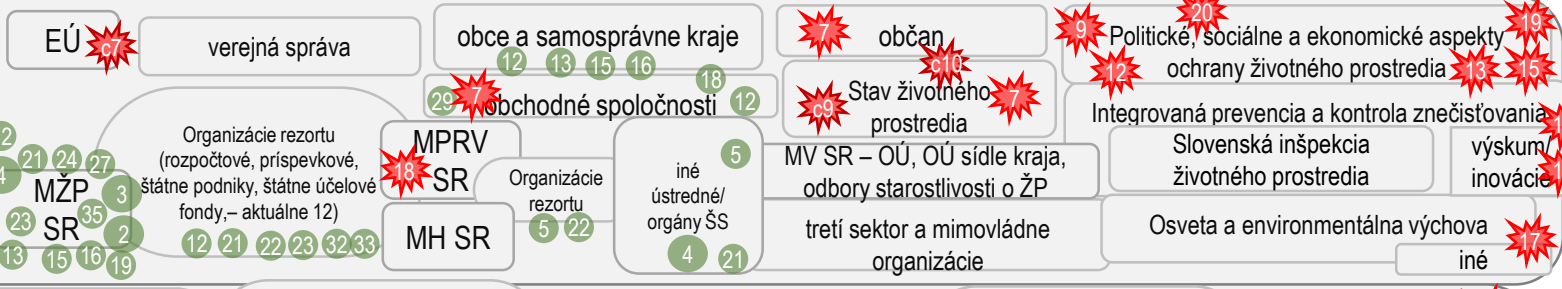 EÚ
c7
verejná správa
obce a samosprávne kraje
12 13 15 16
18
29 7 obchodné spoločnosti 12
7 občan
c10
c9 Stav životného 7
prostredia
20
9 Politické, sociálne a ekonomické aspekty 19
12 ochrany životného prostredia 13 15
Integrovaná prevencia a kontrola znečisťovania
Slovenská inšpekcia
životného prostredia
výskum/
inovácie
2
21 24 27
4
MŽP 3
23 SR 35 2
13 15 16 19
Organizácie rezortu
(rozpočtové, príspevkové,
štátne podniky, štátne účelové
fondy,– aktuálne 12)
12 21 22 23 32 33
MPRV
18 SR
MH SR
Organizácie
rezortu
5 22
5
iné
ústredné/
orgány ŠS
4 21
MV SR – OÚ, OÚ sídle kraja,
odbory starostlivosti o ŽP
tretí sektor a mimovládne
organizácie
Osveta a environmentálna výchova 17
iné